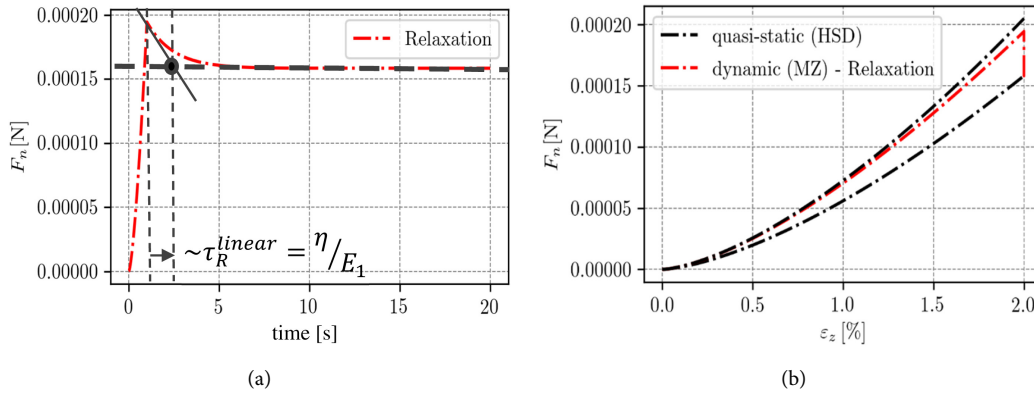 0.00020
0.00015
0.00010
0.00005
0.00000
F_n [N]
Relaxation
~τ_R^linear = η/E_1
0 5 10 15 20
time [s]
(a)
0.00020
0.00015
0.00010
0.00005
0.00000
F_n [N]
quasi-static (HSD)
dynamic (MZ) - Relaxation
0.0 0.5 1.0 1.5 2.0
ε_z [%]
(b)